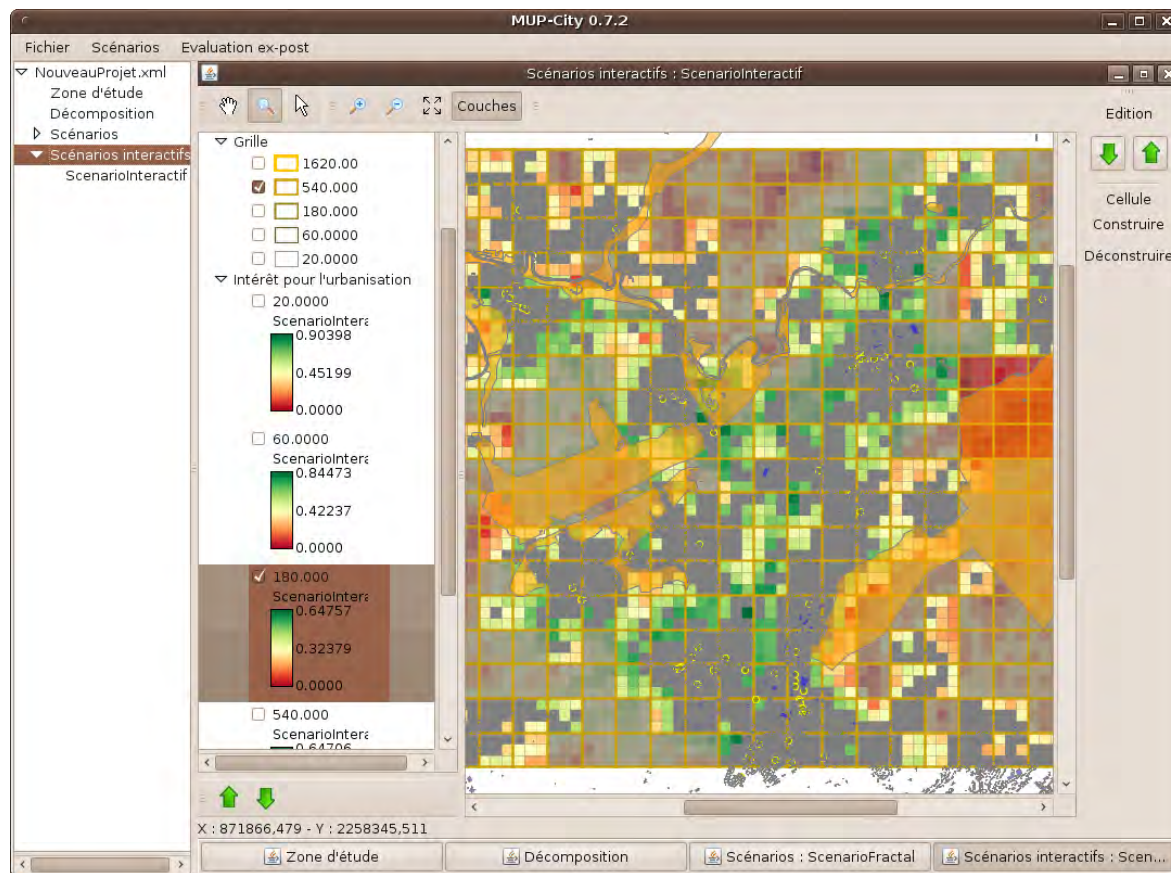 MUP-City 0.7.2
Fichier Scénarios Evaluation ex-post
NouveauProjet.xml
Zone d'étude
Décomposition
Scénarios
Scénarios interactifs
ScenarioInteractif
Scénarios interactifs : ScenarioInteractif
Couches
Grille
1620.00
540.000
180.000
60.0000
20.0000
Intérêt pour l'urbanisation
20.0000
ScenarioIntera
0.90398
0.45199
0.0000
60.0000
ScenarioIntera
0.84473
0.42237
0.0000
180.000
ScenarioIntera
0.64757
0.32379
0.0000
540.000
ScenarioIntera
0.64706
Edition
Cellule
Construire
Déconstruire
X : 871866,479 - Y : 2258345,511
Zone d'étude
Décomposition
Scénarios : ScenarioFractal
Scénarios interactifs : Scen...